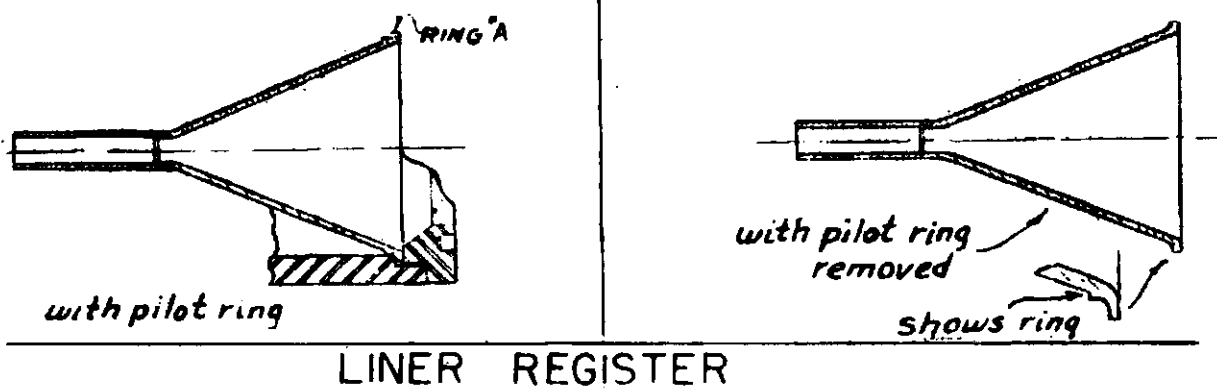 RING "A
with pilot ring
with pilot ring
removed
shows ring
LINER REGISTER